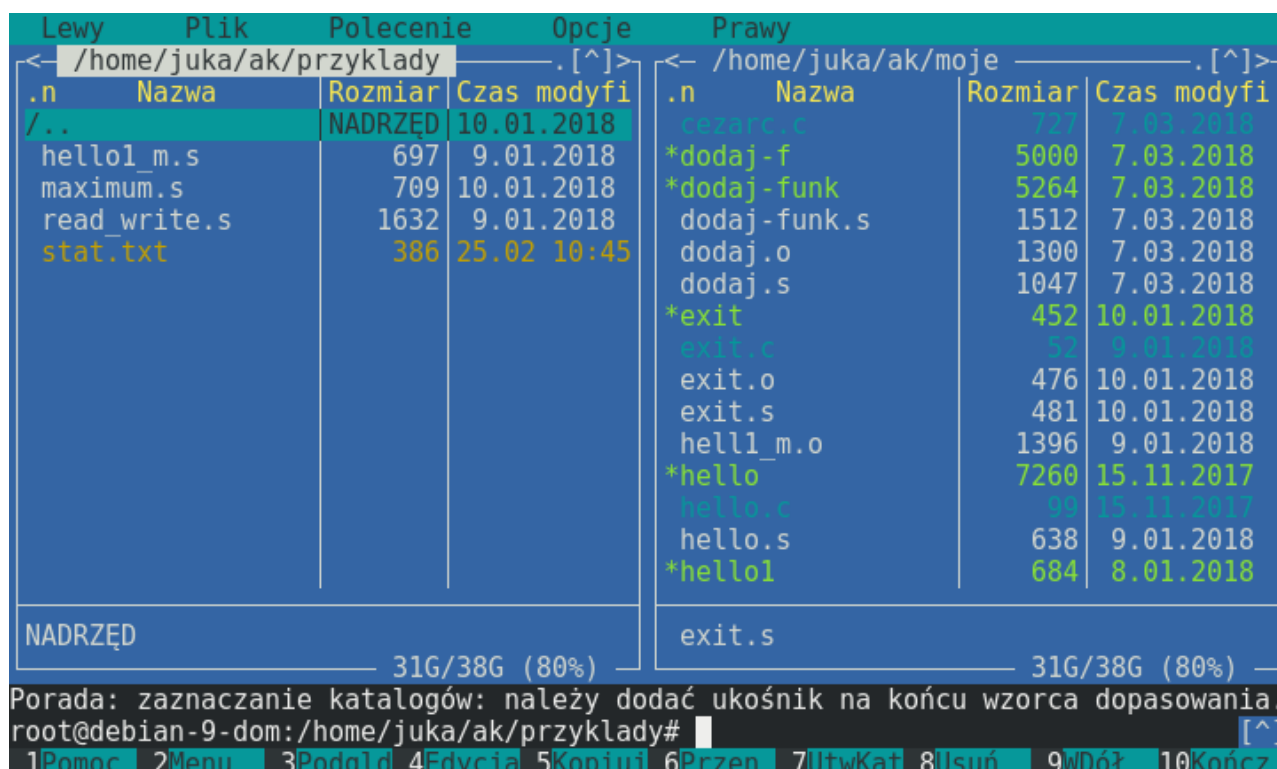 Lewy Plik Polecenie Opcje Prawy
<─ /home/juka/ak/przyklady ─.[^]>
.n Nazwa Rozmiar Czas modyfi
/.. NADRZĘD 10.01.2018
hello1_m.s 697 9.01.2018
maximum.s 709 10.01.2018
read_write.s 1632 9.01.2018
stat.txt 386 25.02 10:45
NADRZĘD
31G/38G (80%)
<─ /home/juka/ak/moje ─.[^]>
.n Nazwa Rozmiar Czas modyfi
cezarc.c 727 7.03.2018
*dodaj-f 5000 7.03.2018
*dodaj-funk 5264 7.03.2018
dodaj-funk.s 1512 7.03.2018
dodaj.o 1300 7.03.2018
dodaj.s 1047 7.03.2018
*exit 452 10.01.2018
exit.c 52 9.01.2018
exit.o 476 10.01.2018
exit.s 481 10.01.2018
hell1_m.o 1396 9.01.2018
*hello 7260 15.11.2017
hello.c 99 15.11.2017
hello.s 638 9.01.2018
*hello1 684 8.01.2018
exit.s
31G/38G (80%)
Porada: zaznaczanie katalogów: należy dodać ukośnik na końcu wzorca dopasowania.
root@debian-9-dom:/home/juka/ak/przyklady# [^]
1Pomoc 2Menu 3Podgld 4Edycja 5Kopiuj 6Przen 7UtwKat 8Usuń 9WDół 10Kończ